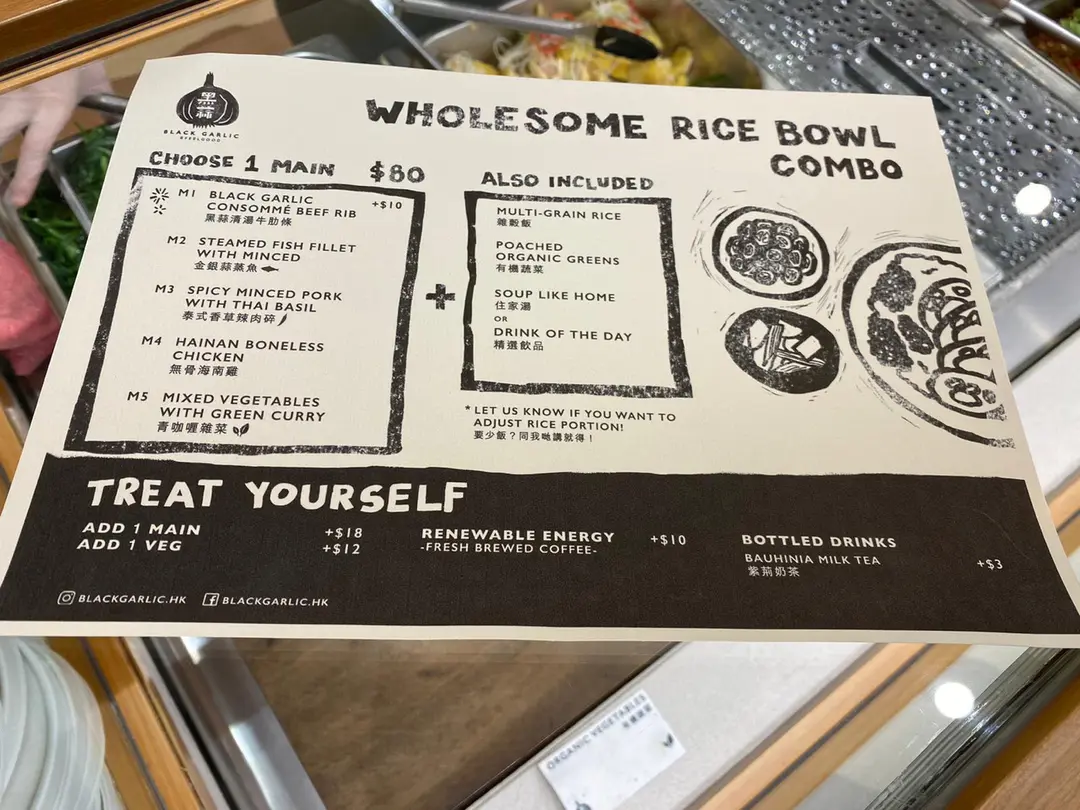 黑蒜
BLACK GARLIC
#FEELGOOD
WHOLESOME RICE BOWL
COMBO
CHOOSE 1 MAIN $80
M1 BLACK GARLIC
CONSOMMÉ BEEF RIB +$10
黑蒜清湯牛肋條
M2 STEAMED FISH FILLET
WITH MINCED
金銀蒜蒸魚
M3 SPICY MINCED PORK
WITH THAI BASIL
泰式香草辣肉碎
M4 HAINAN BONELESS
CHICKEN
無骨海南雞
M5 MIXED VEGETABLES
WITH GREEN CURRY
青咖喱雜菜
+
ALSO INCLUDED
MULTI-GRAIN RICE
雜穀飯
POACHED
ORGANIC GREENS
有機蔬菜
SOUP LIKE HOME
住家湯
OR
DRINK OF THE DAY
精選飲品
* LET US KNOW IF YOU WANT TO
ADJUST RICE PORTION!
要少飯？同我哋講就得！
TREAT YOURSELF
ADD 1 MAIN +$18
ADD 1 VEG +$12
RENEWABLE ENERGY +$10
-FRESH BREWED COFFEE-
BOTTLED DRINKS
BAUHINIA MILK TEA +$3
紫荊奶茶
BLACKGARLIC.HK BLACKGARLIC.HK
ORGANIC VEGETABLES
有機蔬菜